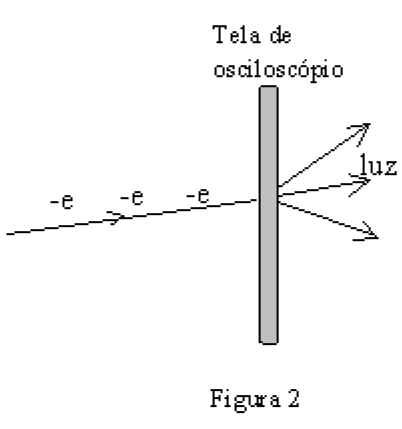 Tela de
osciloscópio
luz
-e -e -e
Figura 2